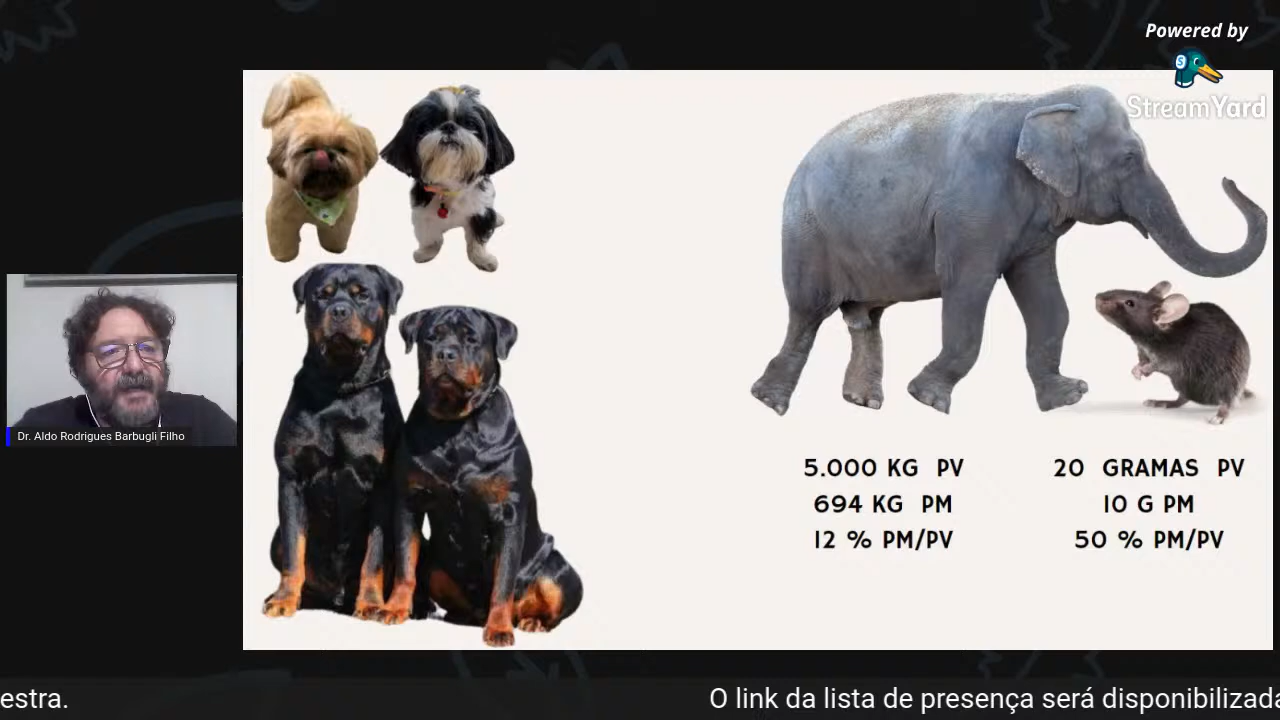 Powered by
StreamYard
5.000 KG PV
694 KG PM
12 % PM/PV
20 GRAMAS PV
10 G PM
50 % PM/PV
Dr. Aldo Rodrigues Barbugli Filho
estra.
O link da lista de presença será disponibilizada